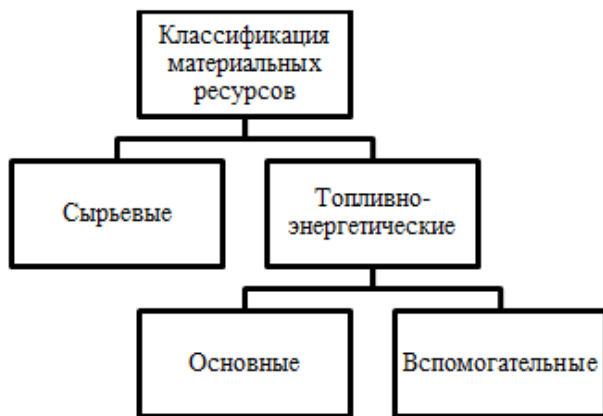 Классификация
материальных
ресурсов
Сырьевые
Топливно-
энергетические
Основные
Вспомогательные